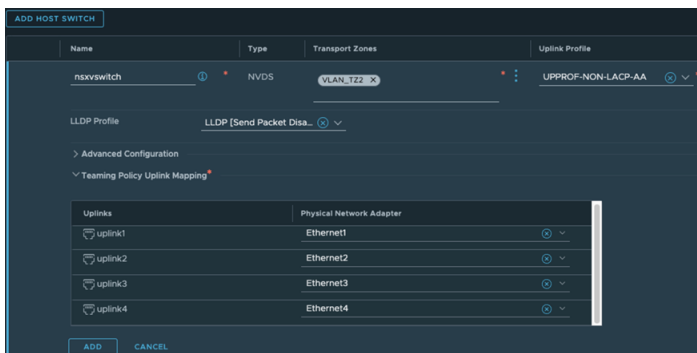 ADD HOST SWITCH
Name Type Transport Zones Uplink Profile
nsxvswitch * NVDS VLAN_TZ2 × * UPPROF-NON-LACP-AA *
LLDP Profile LLDP [Send Packet Disa...
Advanced Configuration
Teaming Policy Uplink Mapping*
Uplinks Physical Network Adapter
uplink1 Ethernet1
uplink2 Ethernet2
uplink3 Ethernet3
uplink4 Ethernet4
ADD CANCEL